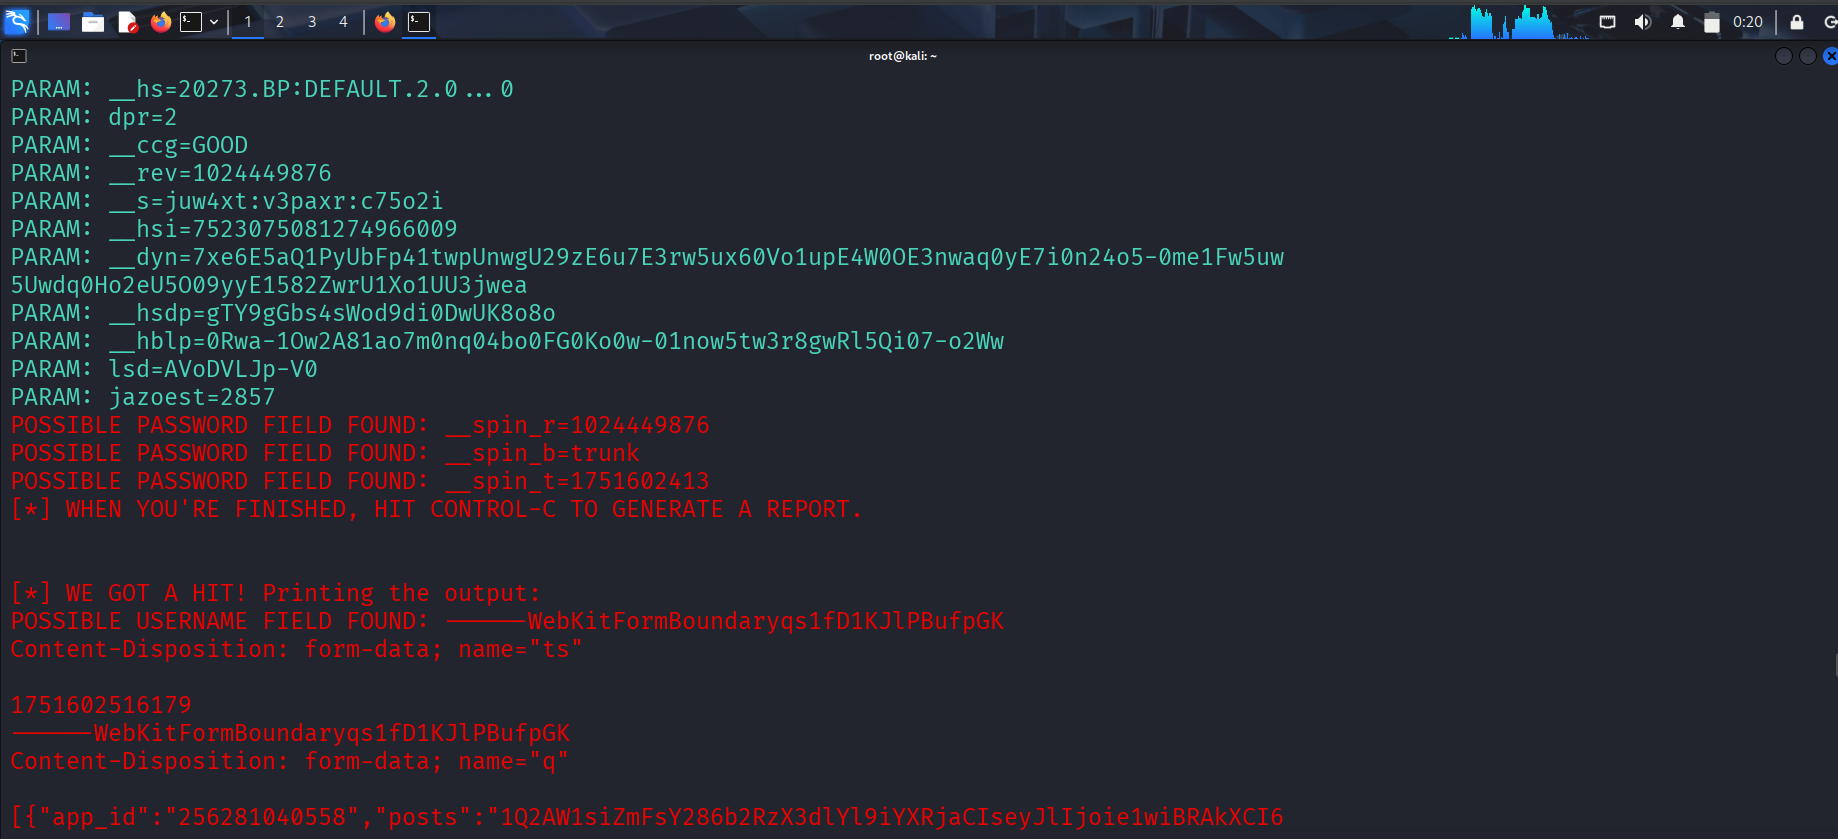 1 2 3 4 0:20
root@kali: ~
PARAM: __hs=20273.BP:DEFAULT.2.0...0
PARAM: dpr=2
PARAM: __ccg=GOOD
PARAM: __rev=1024449876
PARAM: __s=juw4xt:v3paxr:c75o2i
PARAM: __hsi=7523075081274966009
PARAM: __dyn=7xe6E5aQ1PyUbFp41twpUnwgU29zE6u7E3rw5ux60Vo1upE4W0OE3nwaq0yE7i0n24o5-0me1Fw5uw
5Uwdq0Ho2eU5O09yyE1582ZwrU1Xo1UU3jwea
PARAM: __hsdp=gTY9gGbs4sWod9di0DwUK8o8o
PARAM: __hblp=0Rwa-1Ow2A81ao7m0nq04bo0FG0Ko0w-01now5tw3r8gwRl5Qi07-o2Ww
PARAM: lsd=AVoDVLJp-V0
PARAM: jazoest=2857
POSSIBLE PASSWORD FIELD FOUND: __spin_r=1024449876
POSSIBLE PASSWORD FIELD FOUND: __spin_b=trunk
POSSIBLE PASSWORD FIELD FOUND: __spin_t=1751602413
[*] WHEN YOU'RE FINISHED, HIT CONTROL-C TO GENERATE A REPORT.
[*] WE GOT A HIT! Printing the output:
POSSIBLE USERNAME FIELD FOUND: ------WebKitFormBoundaryqs1fD1KJlPBufpGK
Content-Disposition: form-data; name="ts"
1751602516179
------WebKitFormBoundaryqs1fD1KJlPBufpGK
Content-Disposition: form-data; name="q"
[{"app_id":"256281040558","posts":"1Q2AW1siZmFsY286b2RzX3dlYl9iYXRjaCIseyJlIjoie1wiBRAkXCI6